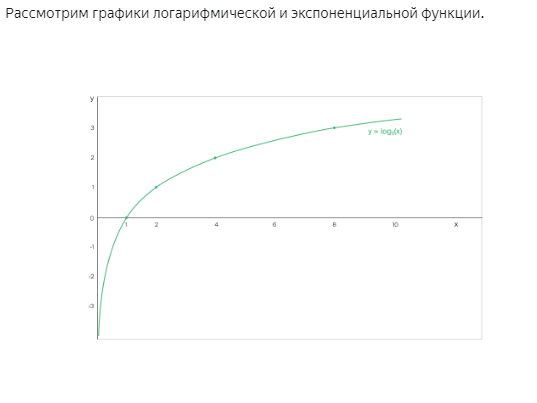 Рассмотрим графики логарифмической и экспоненциальной функции.
y
3
y = log₂(x)
2
1
0
1 2 4 6 8 10 x
-1
-2
-3